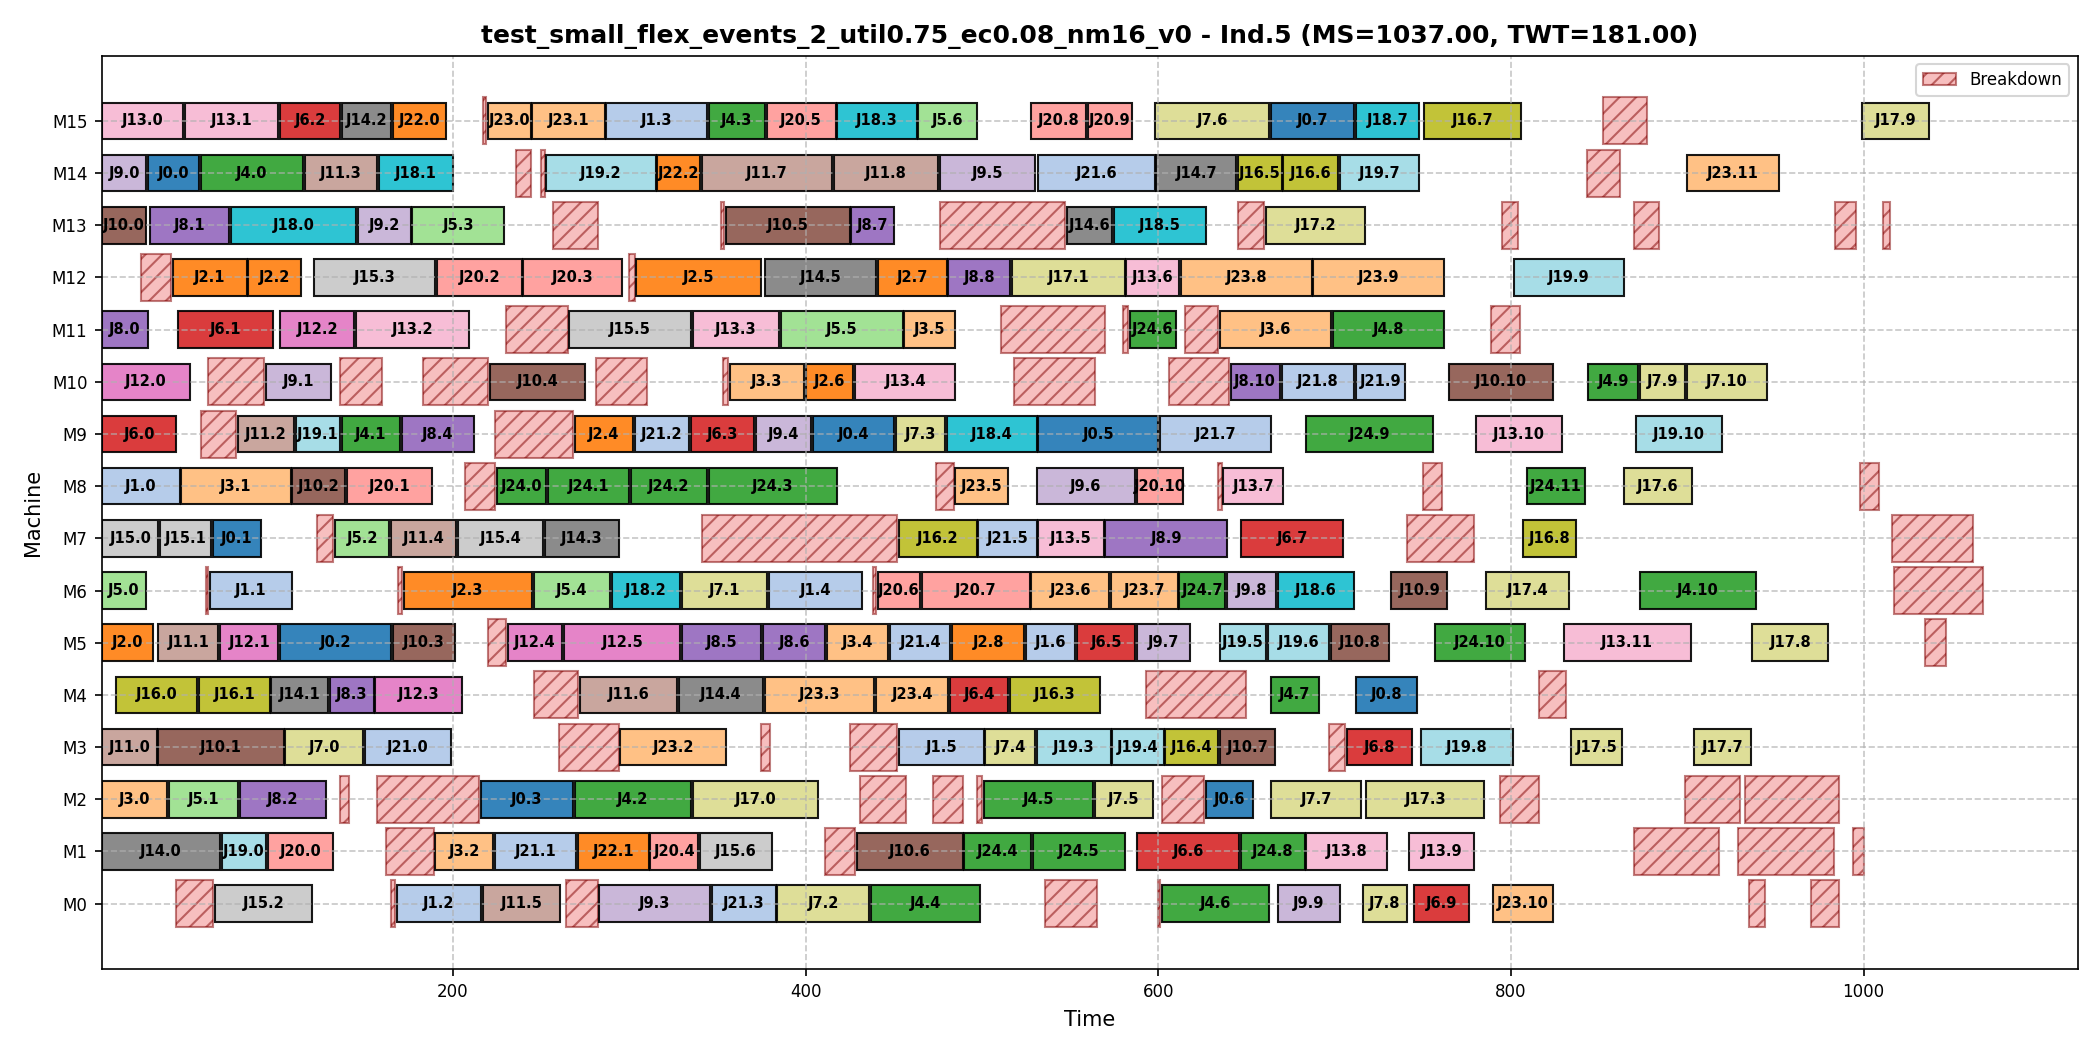 test_small_flex_events_2_util0.75_ec0.08_nm16_v0 - Ind.5 (MS=1037.00, TWT=181.00)
Breakdown
M15 J13.0 J13.1 J6.2 J14.2 J22.0 J23.0 J23.1 J1.3 J4.3 J20.5 J18.3 J5.6 J20.8 J20.9 J7.6 J0.7 J18.7 J16.7 J17.9
M14 J9.0 J0.0 J4.0 J11.3 J18.1 J19.2 J22.2 J11.7 J11.8 J9.5 J21.6 J14.7 J16.5 J16.6 J19.7 J23.11
M13 J10.0 J8.1 J18.0 J9.2 J5.3 J10.5 J8.7 J14.6 J18.5 J17.2
M12 J2.1 J2.2 J15.3 J20.2 J20.3 J2.5 J14.5 J2.7 J8.8 J17.1 J13.6 J23.8 J23.9 J19.9
M11 J8.0 J6.1 J12.2 J13.2 J15.5 J13.3 J5.5 J3.5 J24.6 J3.6 J4.8
M10 J12.0 J9.1 J10.4 J3.3 J2.6 J13.4 J8.10 J21.8 J21.9 J10.10 J4.9 J7.9 J7.10
M9 J6.0 J11.2 J19.1 J4.1 J8.4 J2.4 J21.2 J6.3 J9.4 J0.4 J7.3 J18.4 J0.5 J21.7 J24.9 J13.10 J19.10
M8 J1.0 J3.1 J10.2 J20.1 J24.0 J24.1 J24.2 J24.3 J23.5 J9.6 J20.10 J13.7 J24.11 J17.6
M7 J15.0 J15.1 J0.1 J5.2 J11.4 J15.4 J14.3 J16.2 J21.5 J13.5 J8.9 J6.7 J16.8
M6 J5.0 J1.1 J2.3 J5.4 J18.2 J7.1 J1.4 J20.6 J20.7 J23.6 J23.7 J24.7 J9.8 J18.6 J10.9 J17.4 J4.10
M5 J2.0 J11.1 J12.1 J0.2 J10.3 J12.4 J12.5 J8.5 J8.6 J3.4 J21.4 J2.8 J1.6 J6.5 J9.7 J19.5 J19.6 J10.8 J24.10 J13.11 J17.8
M4 J16.0 J16.1 J14.1 J8.3 J12.3 J11.6 J14.4 J23.3 J23.4 J6.4 J16.3 J4.7 J0.8
M3 J11.0 J10.1 J7.0 J21.0 J23.2 J1.5 J7.4 J19.3 J19.4 J16.4 J10.7 J6.8 J19.8 J17.5 J17.7
M2 J3.0 J5.1 J8.2 J0.3 J4.2 J17.0 J4.5 J7.5 J0.6 J7.7 J17.3
M1 J14.0 J19.0 J20.0 J3.2 J21.1 J22.1 J20.4 J15.6 J10.6 J24.4 J24.5 J6.6 J24.8 J13.8 J13.9
M0 J15.2 J1.2 J11.5 J9.3 J21.3 J7.2 J4.4 J4.6 J9.9 J7.8 J6.9 J23.10
Machine
200 400 600 800 1000
Time